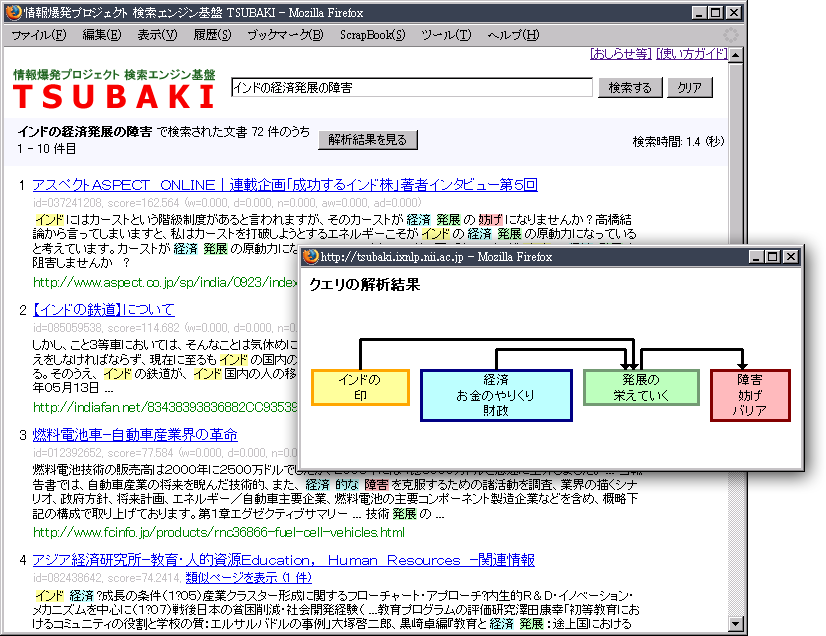 情報爆発プロジェクト 検索エンジン基盤 TSUBAKI - Mozilla Firefox
ファイル(F) 編集(E) 表示(V) 履歴(S) ブックマーク(B) ScrapBook(S) ツール(T) ヘルプ(H)
[おしらせ等] [使い方ガイド]
情報爆発プロジェクト 検索エンジン基盤
TSUBAKI
インドの経済発展の障害
検索する クリア
インドの経済発展の障害 で検索された文書 72 件のうち
1 - 10 件目
解析結果を見る
検索時間: 1.4 (秒)
1 アスペクトASPECT ONLINE｜連載企画「成功するインド株」著者インタビュー第5回
id=037241208, score=162.564 (w=0.000, d=0.000, n=0.000, aw=0.000, ad=0.000)
インドにはカーストという階級制度があると言われますが、そのカーストが 経済 発展 の 妨げ になりませんか？高橋結
論から言ってしまいますと、私はカーストを打破しようとするエネルギーこそが インド の 経済 発展 の原動力になっている
と考えています。カーストが 経済 発展 の原動力にな
阻害しませんか ？
http://www.aspect.co.jp/sp/india/0923/index
2 【インドの鉄道】について
id=085059538, score=114.682 (w=0.000, d=0.000, n=0.
しかし、こと3等車においては、そんなことは気休めに
えをしなければならず、現在に至るも インド の国内の
る。そのうえ、 インド の鉄道が、 インド 国内の人の移
年05月13日 ...
http://indiafan.net/83438393836882CC93539
3 燃料電池車-自動車産業界の革命
id=012392652, score=77.584 (w=0.000, d=0.000, n=0.0
燃料電池技術の販売高は2000年に2500万ドルでした
告書では、自動車産業の将来を睨んだ技術的、また、 経済 的な 障害 を克服するための諸活動を調査、業界の描くシナ
リオ、政府方針、将来計画、エネルギー／自動車主要企業、燃料電池の主要コンポーネント製造企業などを含め、概略下
記の構成で取り上げております。第1章エグゼクティブサマリー ... 技術 発展 の ...
http://www.fcinfo.jp/products/rnc36866-fuel-cell-vehicles.html
4 アジア経済研究所-教育・人的資源Education， Human Resources -関連情報
id=082438642, score=74.2414, 類似ページを表示 (1 件)
インド 経済 ?成長の条件(1?05)産業クラスター形成に関するフローチャート・アプローチ?内生的R＆D・イノベーション・
メカニズムを中心に(1?07)戦後日本の貧困削減・社会開発経験( ...教育プログラムの評価研究澤田康幸「初等教育にお
けるコミュニティの役割と学校の質：エルサルバドルの事例」大塚啓二郎、黒崎卓編『教育と 経済 発展 ：途上国における
http://tsubaki.ixnlp.nii.ac.jp - Mozilla Firefox
クエリの解析結果
インドの
印
経済
お金のやりくり
財政
発展の
栄えていく
障害
妨げ
バリア